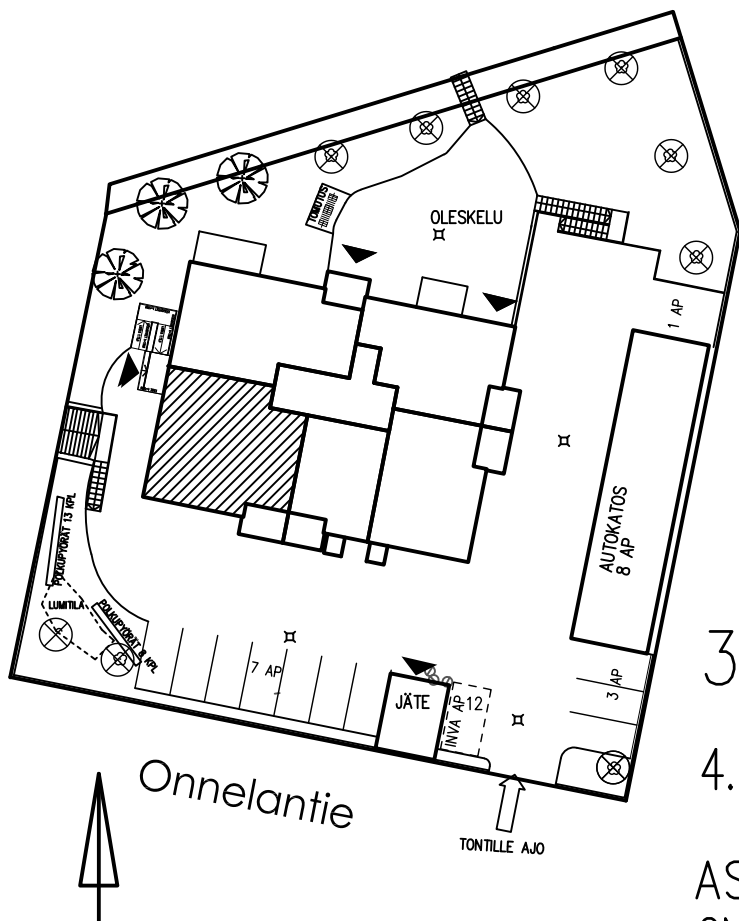 TOMUTUS
OLESKELU
1 AP
AUTOKATOS
8 AP
POLKUPYÖRÄT 13 KPL
LUMITILA
POLKUPYÖRÄT 8 KPL
7 AP
JÄTE
INVA AP 12
3 AP
3
4.
Onnelantie
TONTILLE AJO
AS